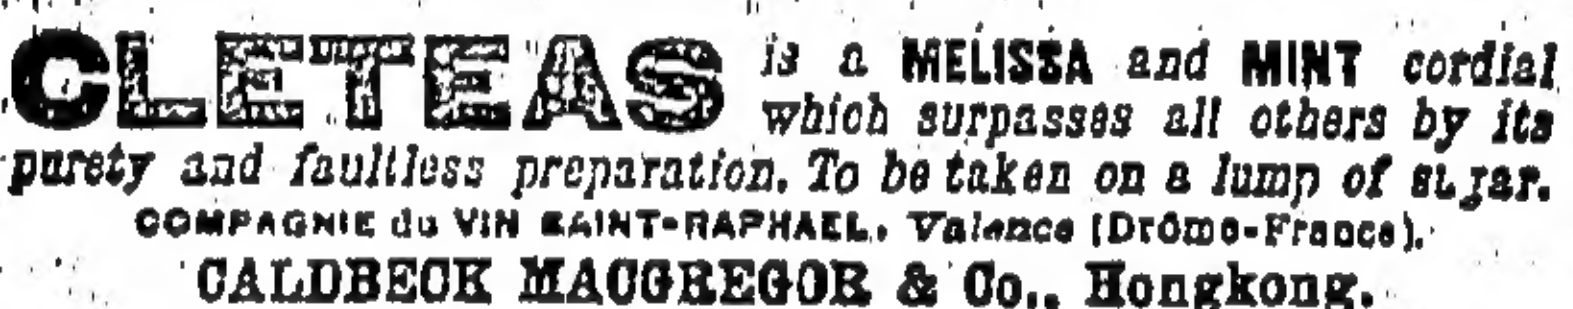 CLETEAS is a MELISSA and MINT cordial
which surpasses all others by its
purety and faultless preparation. To be taken on a lump of sugar.
COMPAGNIE du VIN SAINT-RAPHAEL, Valence (Drôme-France).
CALDBECK MACGREGOR & Co., Hongkong.